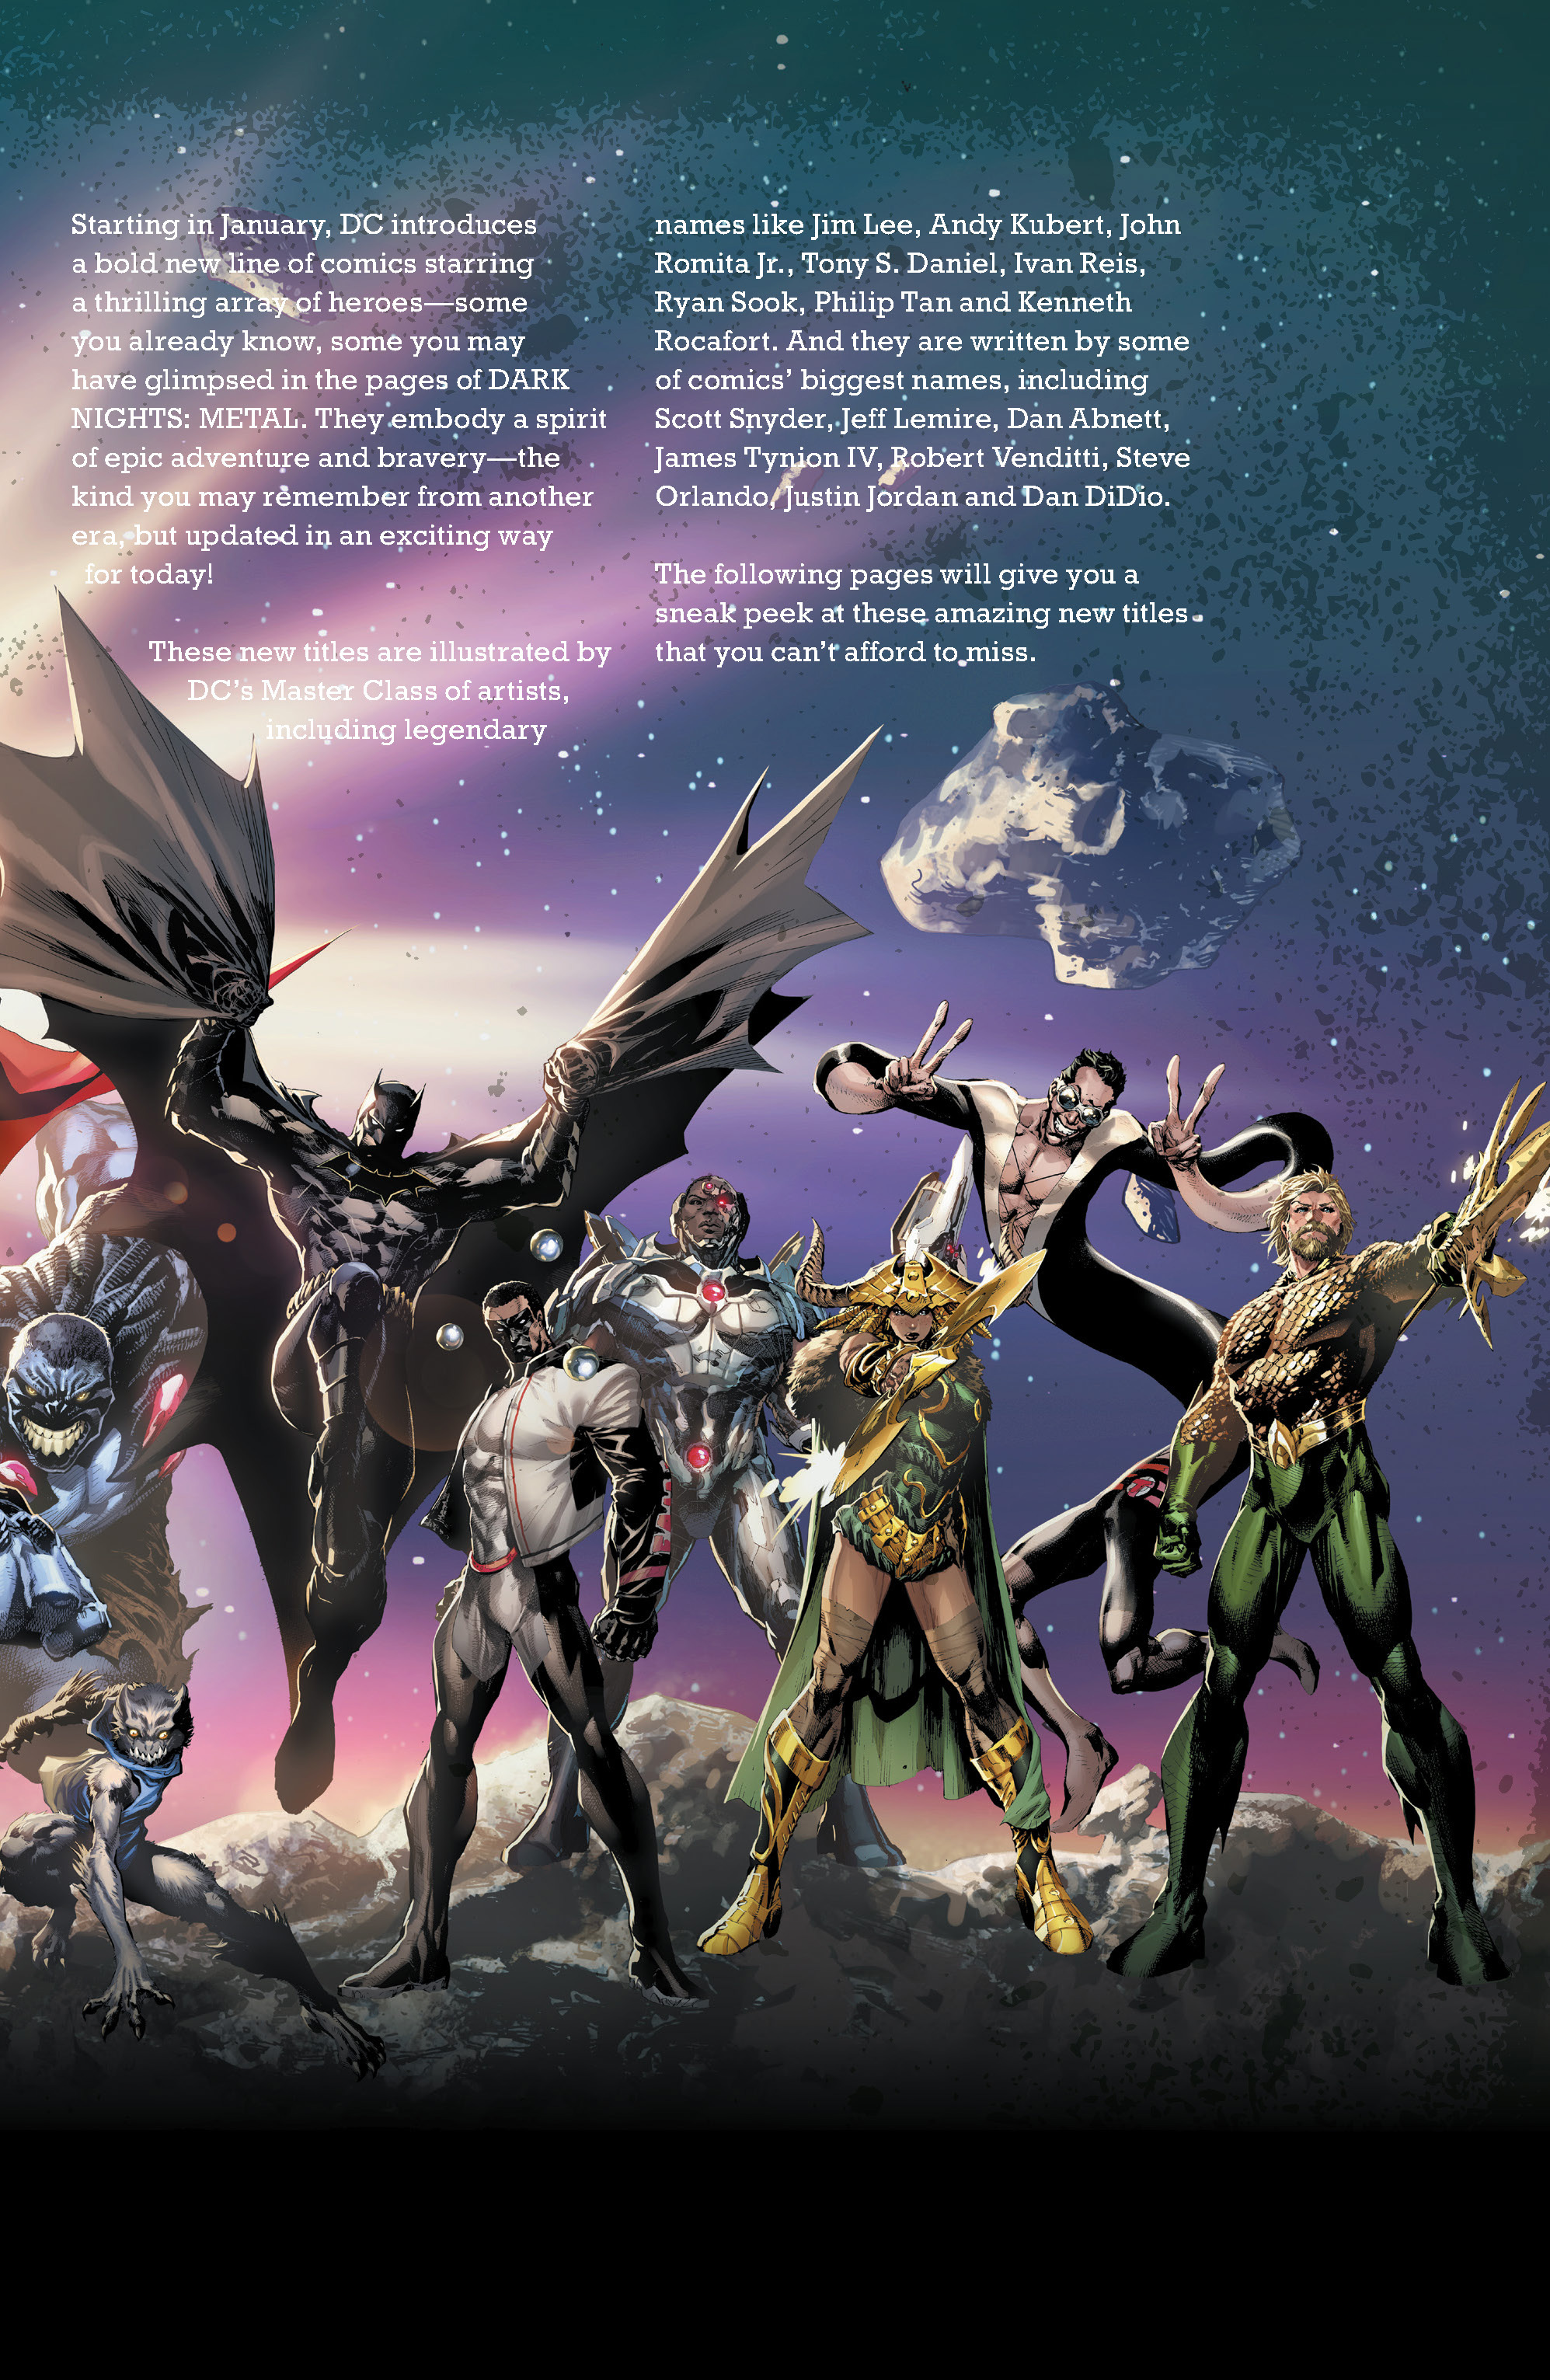 Starting in January, DC introduces
a bold new line of comics starring
a thrilling array of heroes—some
you already know, some you may
have glimpsed in the pages of DARK
NIGHTS: METAL. They embody a spirit
of epic adventure and bravery—the
kind you may remember from another
era, but updated in an exciting way
for today!
These new titles are illustrated by
DC's Master Class of artists,
including legendary
names like Jim Lee, Andy Kubert, John
Romita Jr., Tony S. Daniel, Ivan Reis,
Ryan Sook, Philip Tan and Kenneth
Rocafort. And they are written by some
of comics' biggest names, including
Scott Snyder, Jeff Lemire, Dan Abnett,
James Tynion IV, Robert Venditti, Steve
Orlando, Justin Jordan and Dan DiDio.
The following pages will give you a
sneak peek at these amazing new titles
that you can't afford to miss.